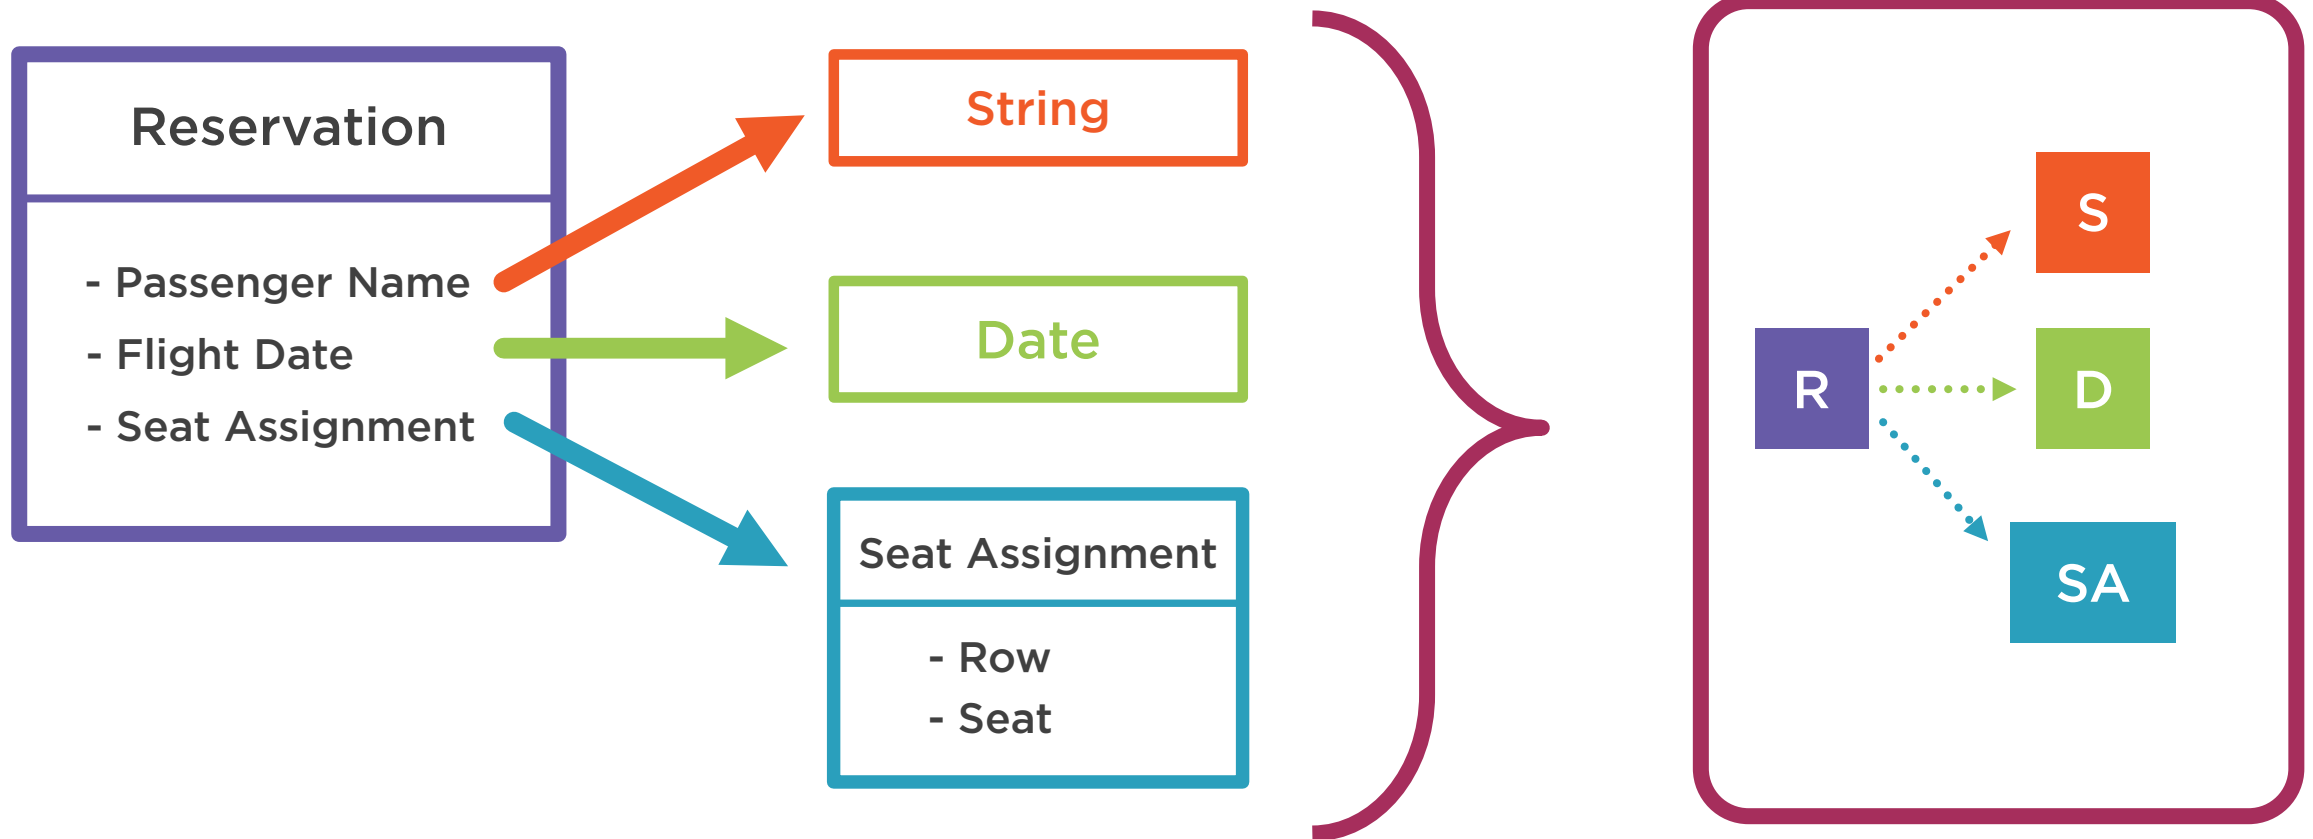 Reservation
- Passenger Name
- Flight Date
- Seat Assignment
String
Date
Seat Assignment
- Row
- Seat
R
S
D
SA